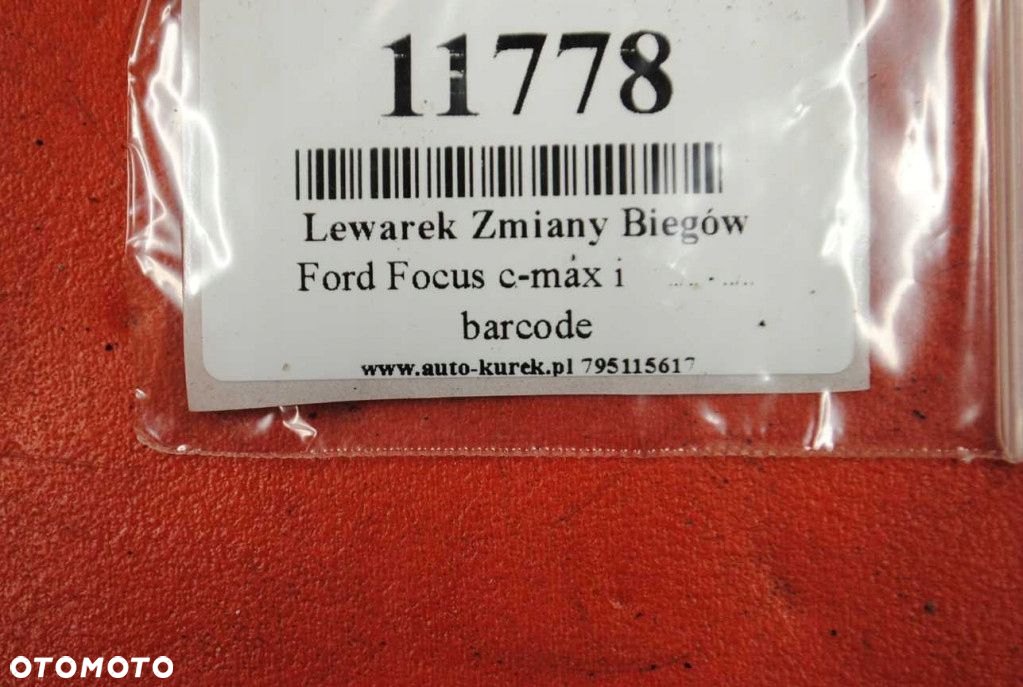 11778
Lewarek Zmiany Biegów
Ford Focus c-max i
barcode
www.auto-kurek.pl 795115617
OTOMOTO